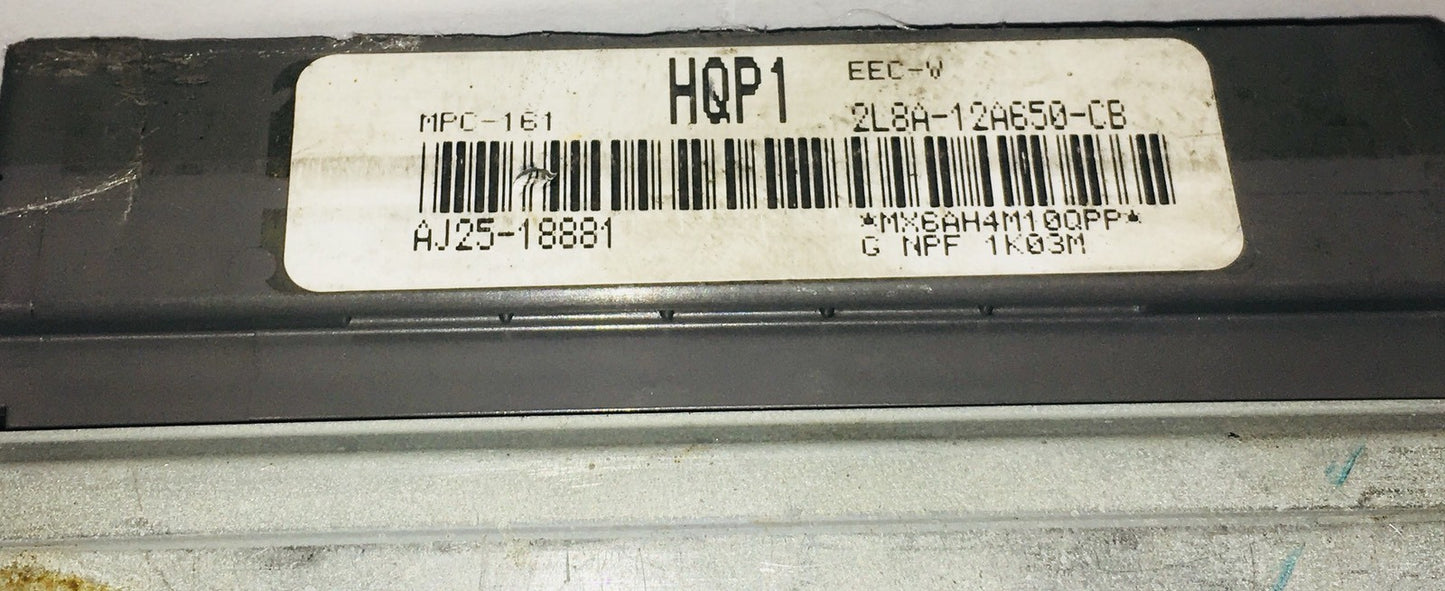 HQP1
EEC-V
MPC-161
2L8A-12A650-CB
AJ25-18881
*MX6AH4M10QPP*
G NPF 1K03M